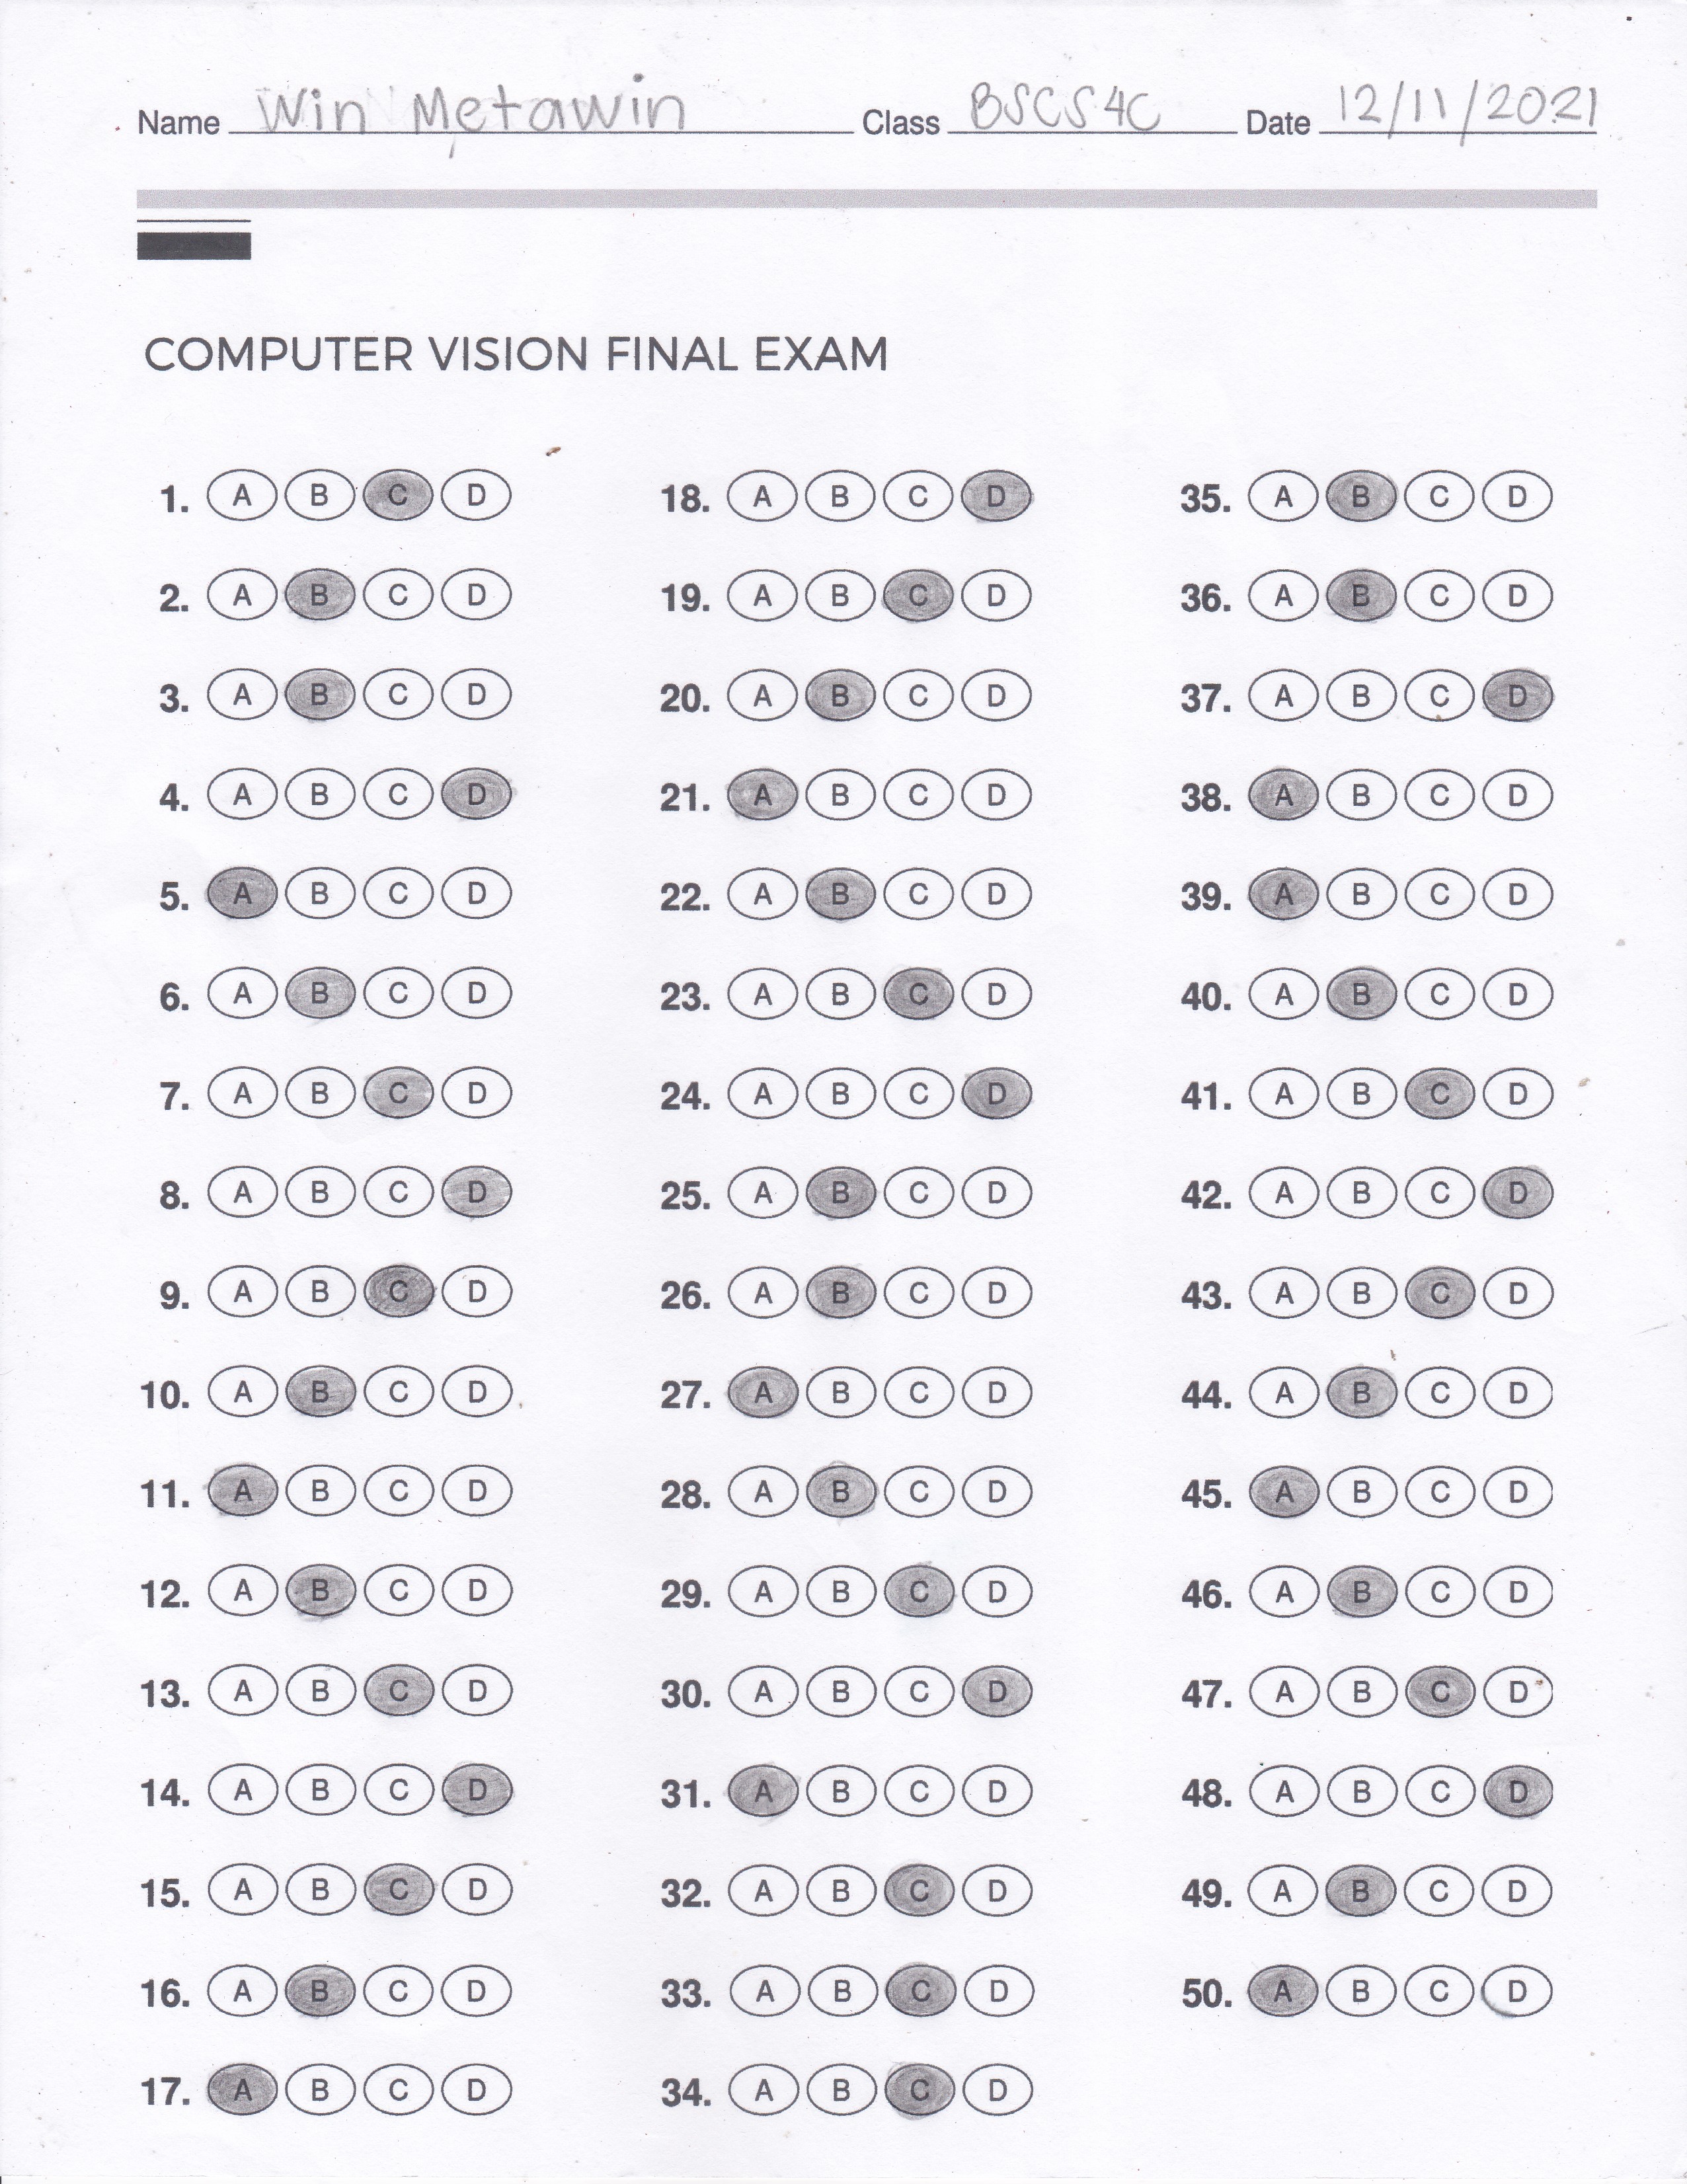 Name Win Metawin Class BSCS4C Date 12/11/2021
COMPUTER VISION FINAL EXAM
1. A B C D
2. A B C D
3. A B C D
4. A B C D
5. A B C D
6. A B C D
7. A B C D
8. A B C D
9. A B C D
10. A B C D
11. A B C D
12. A B C D
13. A B C D
14. A B C D
15. A B C D
16. A B C D
17. A B C D
18. A B C D
19. A B C D
20. A B C D
21. A B C D
22. A B C D
23. A B C D
24. A B C D
25. A B C D
26. A B C D
27. A B C D
28. A B C D
29. A B C D
30. A B C D
31. A B C D
32. A B C D
33. A B C D
34. A B C D
35. A B C D
36. A B C D
37. A B C D
38. A B C D
39. A B C D
40. A B C D
41. A B C D
42. A B C D
43. A B C D
44. A B C D
45. A B C D
46. A B C D
47. A B C D
48. A B C D
49. A B C D
50. A B C D